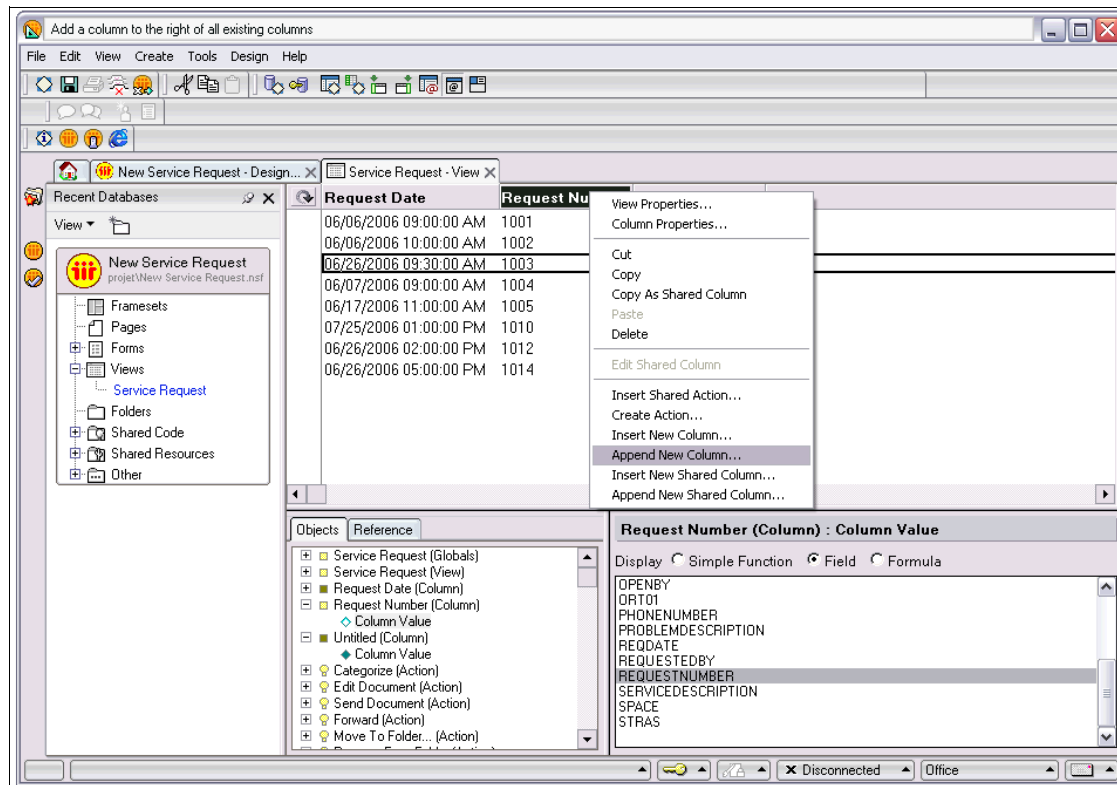 Add a column to the right of all existing columns
File Edit View Create Tools Design Help
New Service Request - Design... Service Request - View
Recent Databases
View
New Service Request
projet\New Service Request.nsf
Framesets
Pages
Forms
Views
Service Request
Folders
Shared Code
Shared Resources
Other
Request Date Request Nu
06/06/2006 09:00:00 AM 1001
06/06/2006 10:00:00 AM 1002
06/26/2006 09:30:00 AM 1003
06/07/2006 09:00:00 AM 1004
06/17/2006 11:00:00 AM 1005
07/25/2006 01:00:00 PM 1010
06/26/2006 02:00:00 PM 1012
06/26/2006 05:00:00 PM 1014
View Properties...
Column Properties...
Cut
Copy
Copy As Shared Column
Paste
Delete
Edit Shared Column
Insert Shared Action...
Create Action...
Insert New Column...
Append New Column...
Insert New Shared Column...
Append New Shared Column...
Objects Reference
Service Request (Globals)
Service Request (View)
Request Date (Column)
Request Number (Column)
Column Value
Untitled (Column)
Column Value
Categorize (Action)
Edit Document (Action)
Send Document (Action)
Forward (Action)
Move To Folder... (Action)
Request Number (Column) : Column Value
Display Simple Function Field Formula
OPENBY
ORT01
PHONENUMBER
PROBLEMDESCRIPTION
REQDATE
REQUESTEDBY
REQUESTNUMBER
SERVICEDESCRIPTION
SPACE
STRAS
Disconnected Office